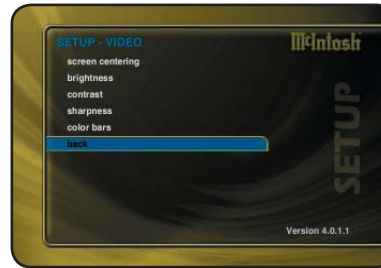 SETUP - VIDEO
McIntosh
screen centering
brightness
contrast
sharpness
color bars
back
SETUP
Version 4.0.1.1